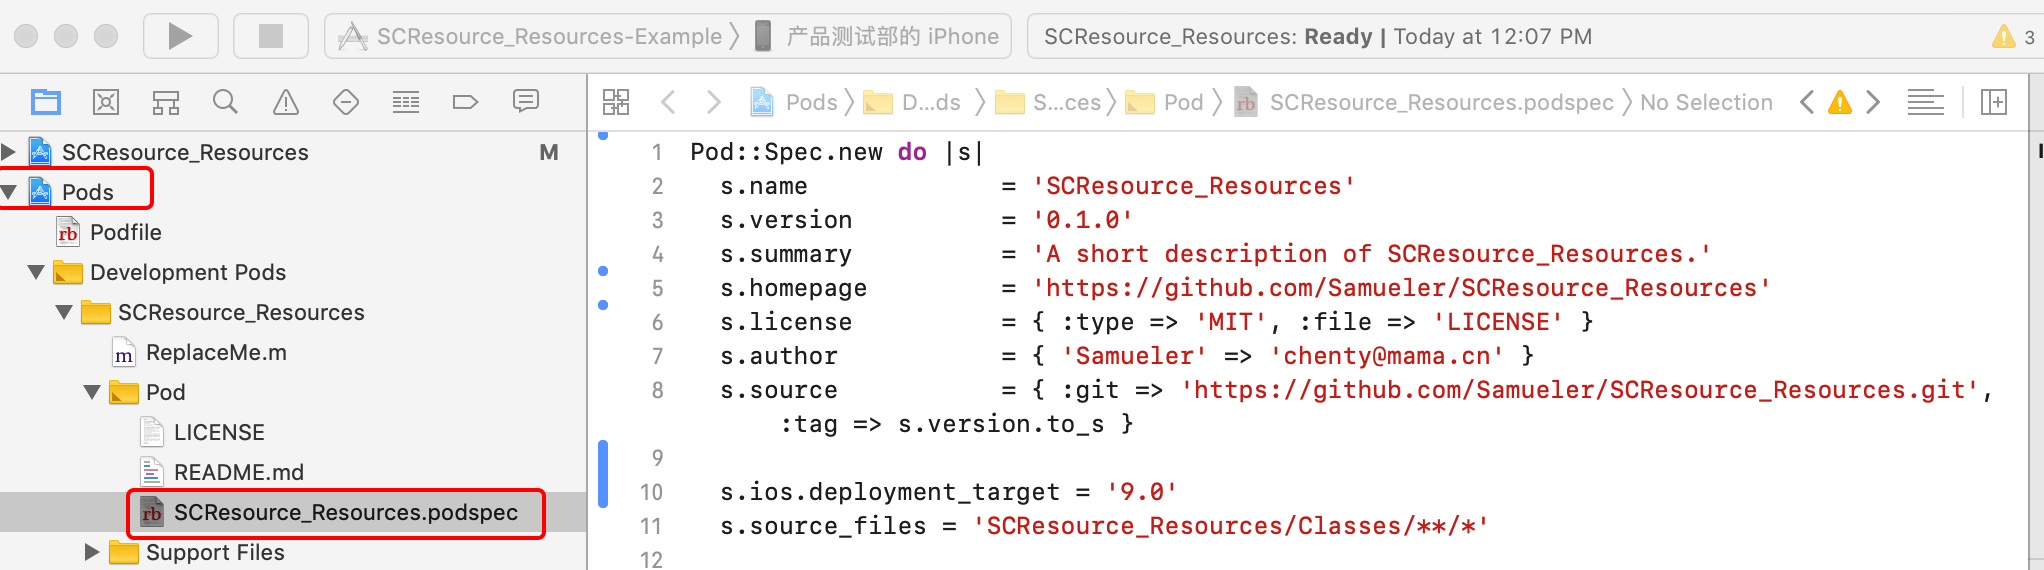 SCResource_Resources-Example 〉 产品测试部的 iPhone
SCResource_Resources: Ready | Today at 12:07 PM
3
Pods 〉 D...ds 〉 S...ces 〉 Pod 〉 SCResource_Resources.podspec 〉 No Selection
SCResource_Resources M
Pods
Podfile
Development Pods
SCResource_Resources
ReplaceMe.m
Pod
LICENSE
README.md
SCResource_Resources.podspec
Support Files
1 Pod::Spec.new do |s|
2 s.name = 'SCResource_Resources'
3 s.version = '0.1.0'
4 s.summary = 'A short description of SCResource_Resources.'
5 s.homepage = 'https://github.com/Samueler/SCResource_Resources'
6 s.license = { :type => 'MIT', :file => 'LICENSE' }
7 s.author = { 'Samueler' => 'chenty@mama.cn' }
8 s.source = { :git => 'https://github.com/Samueler/SCResource_Resources.git',
:tag => s.version.to_s }
9
10 s.ios.deployment_target = '9.0'
11 s.source_files = 'SCResource_Resources/Classes/**/*'
12